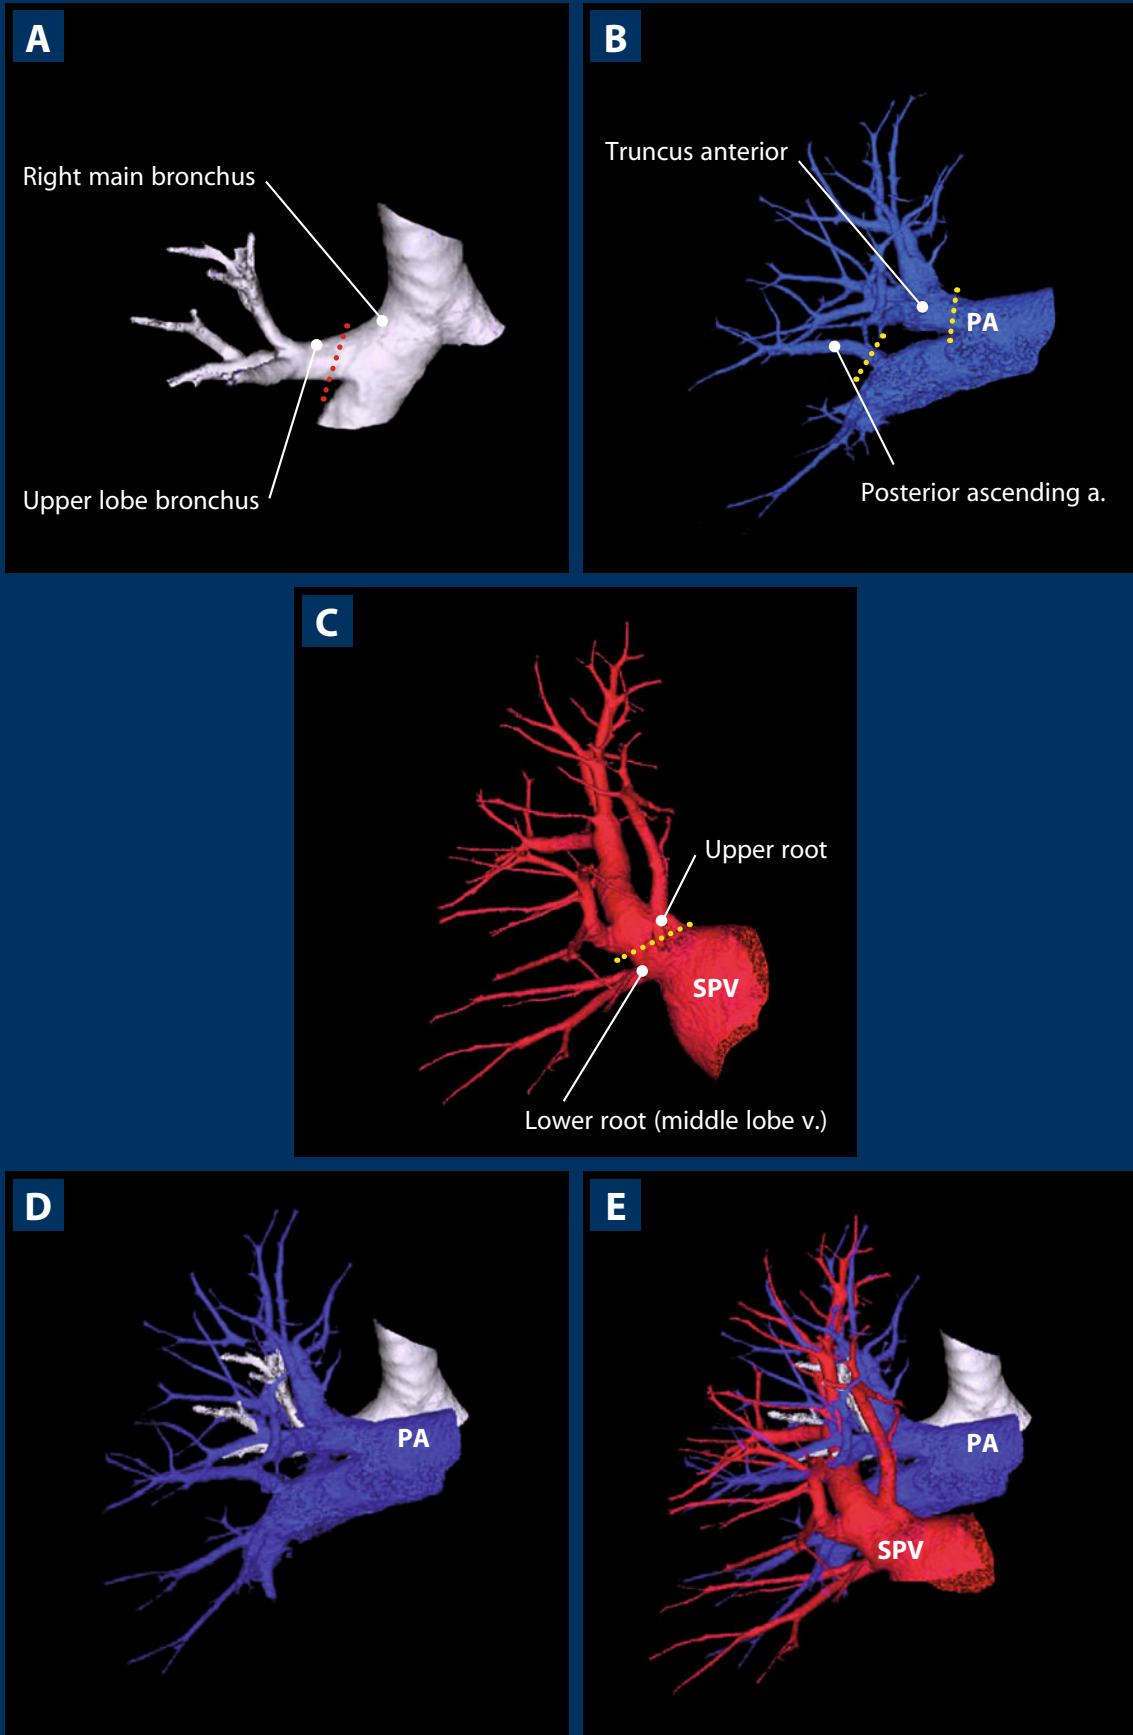 A
Right main bronchus
Upper lobe bronchus
B
Truncus anterior
PA
Posterior ascending a.
C
Upper root
SPV
Lower root (middle lobe v.)
D
PA
E
PA
SPV